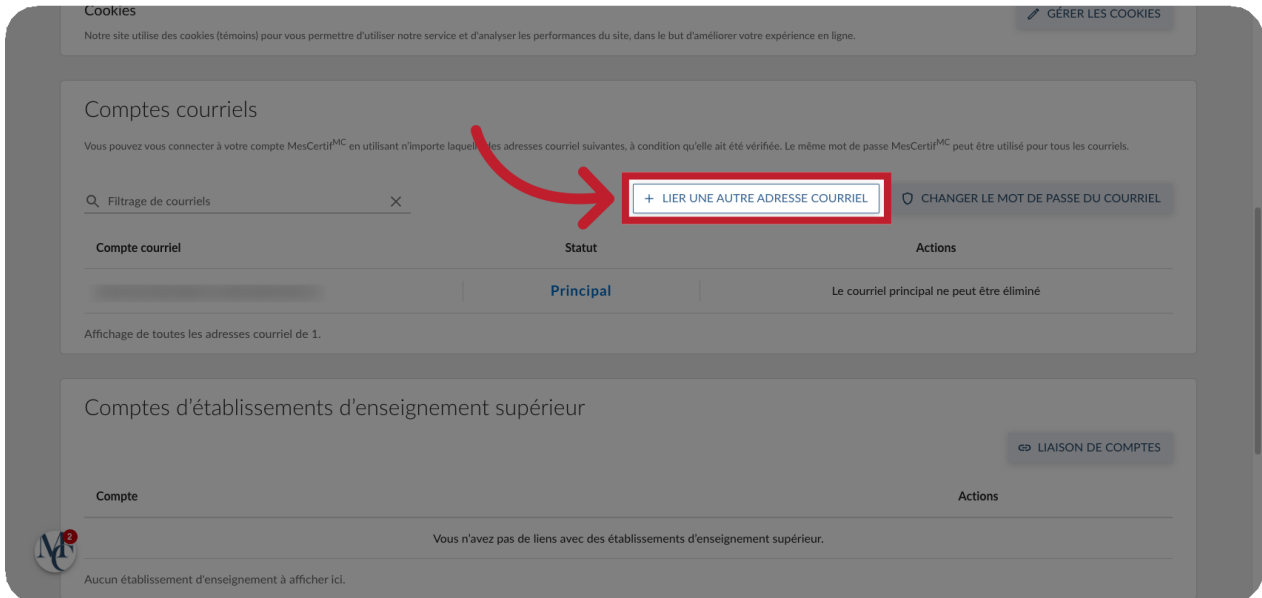 Cookies
GÉRER LES COOKIES
Notre site utilise des cookies (témoins) pour vous permettre d'utiliser notre service et d'analyser les performances du site, dans le but d'améliorer votre expérience en ligne.
Comptes courriels
Vous pouvez vous connecter à votre compte MesCertifMC en utilisant n'importe laquelle des adresses courriel suivantes, à condition qu'elle ait été vérifiée. Le même mot de passe MesCertifMC peut être utilisé pour tous les courriels.
Filtrage de courriels
+ LIER UNE AUTRE ADRESSE COURRIEL
CHANGER LE MOT DE PASSE DU COURRIEL
Compte courriel Statut Actions
Principal Le courriel principal ne peut être éliminé
Affichage de toutes les adresses courriel de 1.
Comptes d'établissements d'enseignement supérieur
LIAISON DE COMPTES
Compte Actions
Vous n'avez pas de liens avec des établissements d'enseignement supérieur.
MC 2
Aucun établissement d'enseignement à afficher ici.